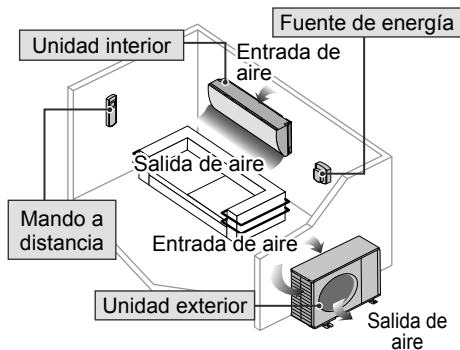 Fuente de energía
Unidad interior
Entrada de
aire
Salida de aire
Mando a
distancia
Entrada de aire
Unidad exterior
Salida de
aire